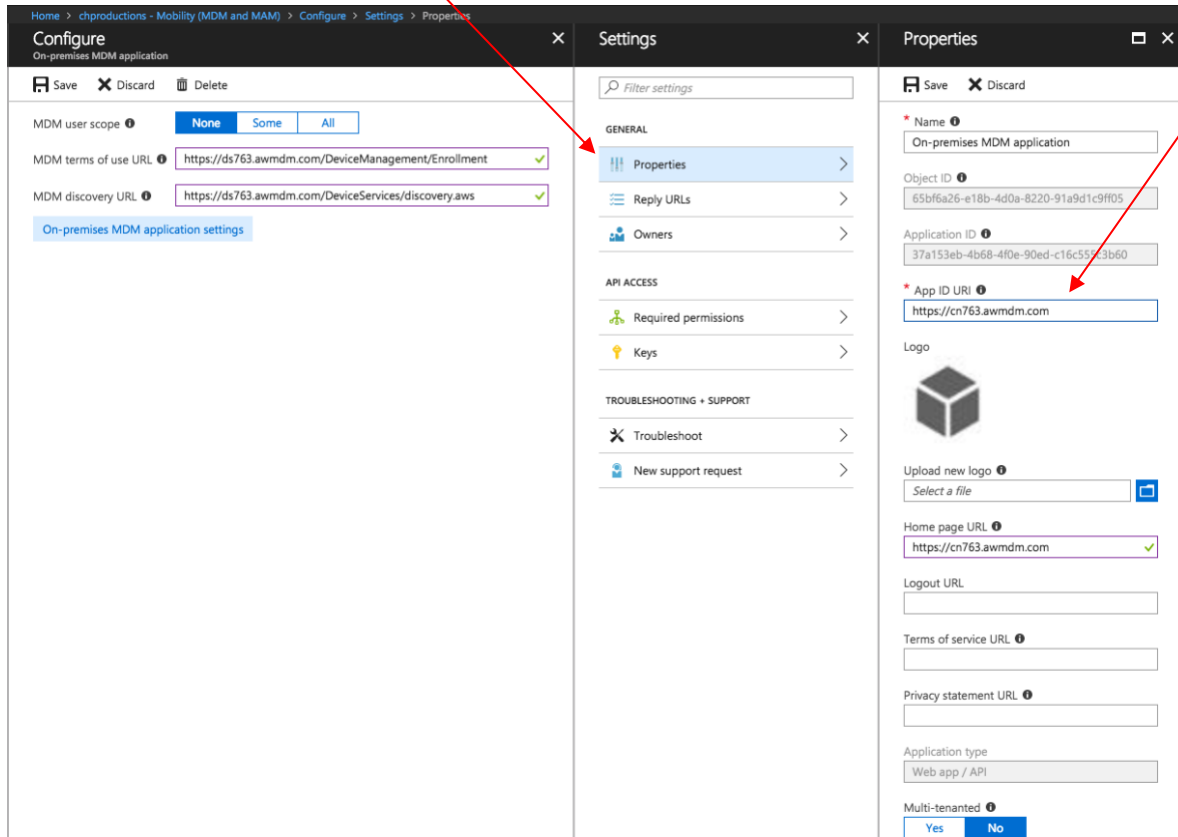 Home > chproductions - Mobility (MDM and MAM) > Configure > Settings > Properties
Configure
On-premises MDM application
Save Discard Delete
MDM user scope None Some All
MDM terms of use URL https://ds763.awmdm.com/DeviceManagement/Enrollment
MDM discovery URL https://ds763.awmdm.com/DeviceServices/discovery.aws
On-premises MDM application settings
Settings
Filter settings
GENERAL
Properties
Reply URLs
Owners
API ACCESS
Required permissions
Keys
TROUBLESHOOTING + SUPPORT
Troubleshoot
New support request
Properties
Save Discard
* Name
On-premises MDM application
Object ID
65bf6a26-e18b-4d0a-8220-91a9d1c9ff05
Application ID
37a153eb-4b68-4f0e-90ed-c16c555c3b60
* App ID URI
https://cn763.awmdm.com
Logo
Upload new logo
Select a file
Home page URL
https://cn763.awmdm.com
Logout URL
Terms of service URL
Privacy statement URL
Application type
Web app / API
Multi-tenanted
Yes No